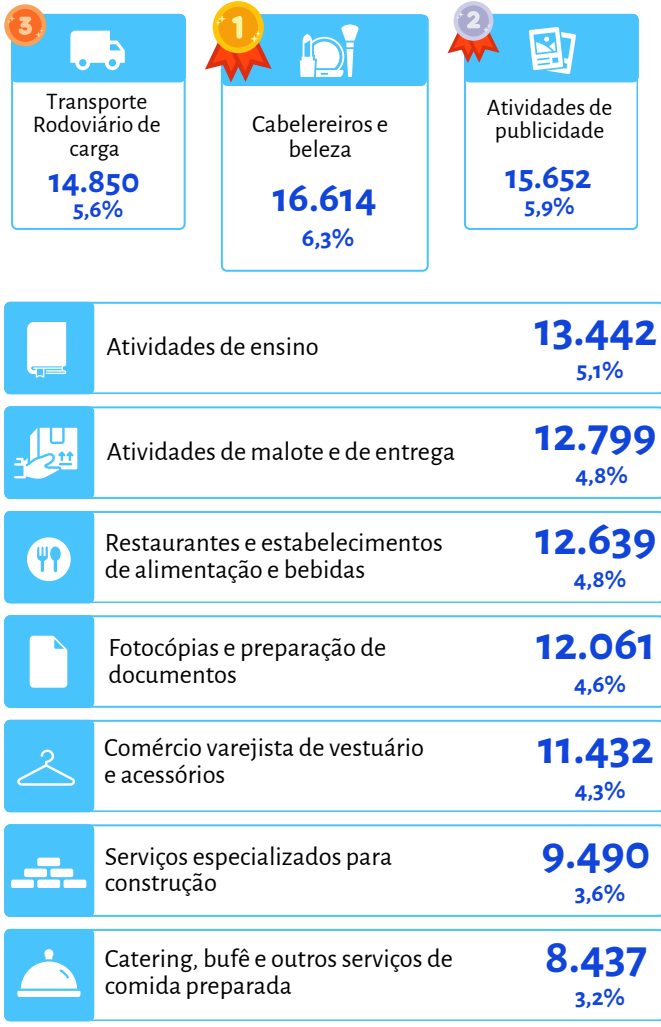 3
Transporte
Rodoviário de
carga
14.850
5,6%
1
Cabelereiros e
beleza
16.614
6,3%
2
Atividades de
publicidade
15.652
5,9%
Atividades de ensino
13.442
5,1%
Atividades de malote e de entrega
12.799
4,8%
Restaurantes e estabelecimentos
de alimentação e bebidas
12.639
4,8%
Fotocópias e preparação de
documentos
12.061
4,6%
Comércio varejista de vestuário
e acessórios
11.432
4,3%
Serviços especializados para
construção
9.490
3,6%
Catering, bufê e outros serviços de
comida preparada
8.437
3,2%